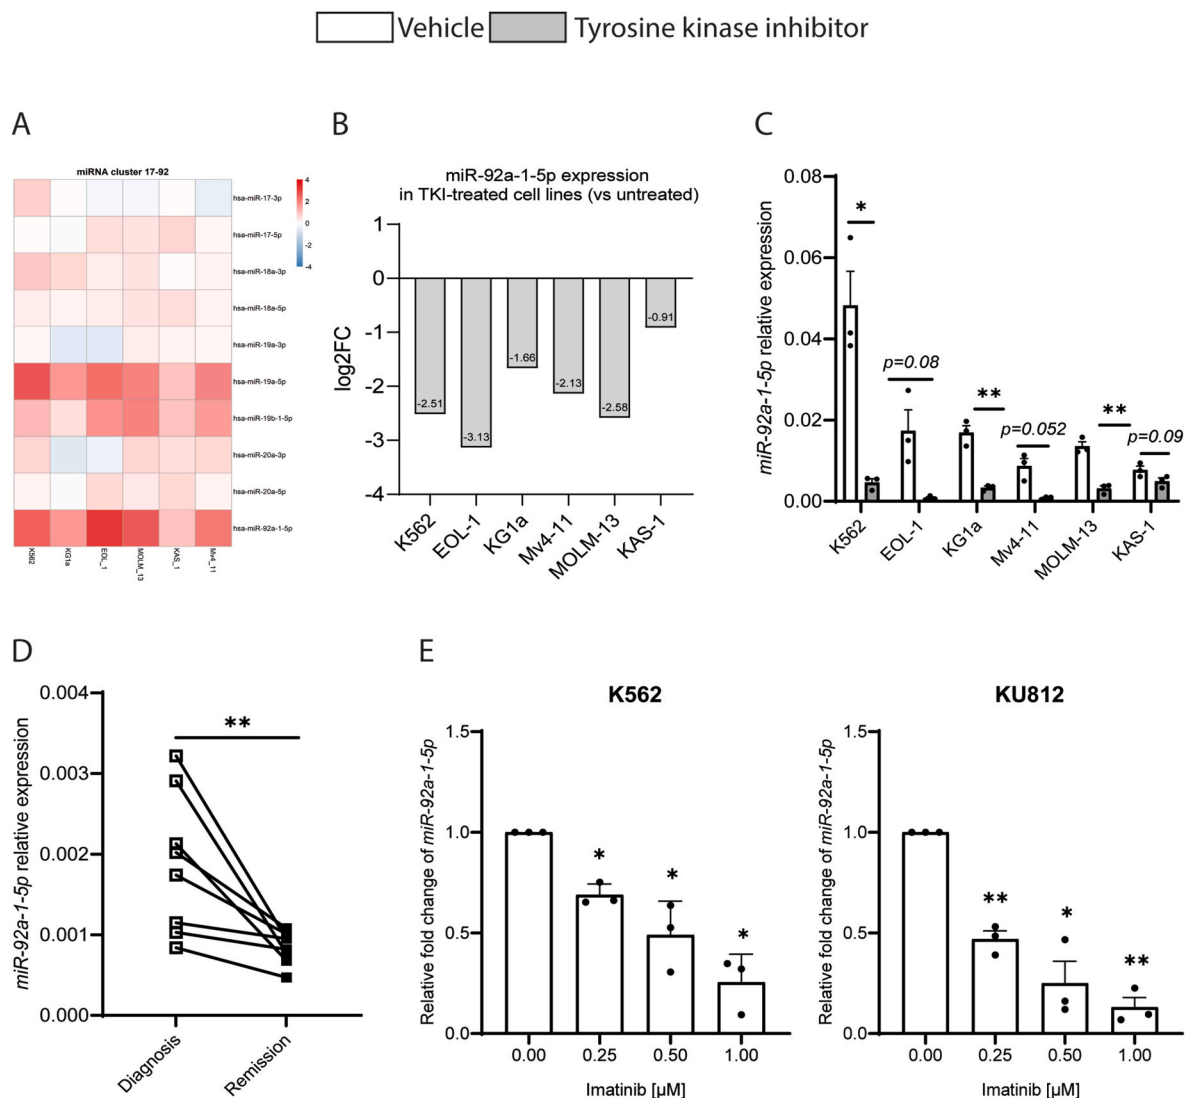 Vehicle
Tyrosine kinase inhibitor
A
miRNA cluster 17-92
hsa-miR-17-3p
hsa-miR-17-5p
hsa-miR-18a-3p
hsa-miR-18a-5p
hsa-miR-19a-3p
hsa-miR-19a-5p
hsa-miR-19b-1-5p
hsa-miR-20a-3p
hsa-miR-20a-5p
hsa-miR-92a-1-5p
4
2
0
-2
-4
K562
KG1a
EOL_1
MOLM_13
KAS_1
Mv4_11
B
miR-92a-1-5p expression
in TKI-treated cell lines (vs untreated)
log2FC
1
0
-1
-2
-3
-4
-2.51
-3.13
-1.66
-2.13
-2.58
-0.91
K562
EOL-1
KG1a
Mv4-11
MOLM-13
KAS-1
C
miR-92a-1-5p relative expression
0.08
0.06
0.04
0.02
0.00
*
p=0.08
**
p=0.052
**
p=0.09
K562
EOL-1
KG1a
Mv4-11
MOLM-13
KAS-1
D
miR-92a-1-5p relative expression
0.004
0.003
0.002
0.001
0.000
**
Diagnosis
Remission
E
K562
Relative fold change of miR-92a-1-5p
1.5
1.0
0.5
0.0
*
*
*
0.00
0.25
0.50
1.00
Imatinib [µM]
KU812
Relative fold change of miR-92a-1-5p
1.5
1.0
0.5
0.0
**
*
**
0.00
0.25
0.50
1.00
Imatinib [µM]